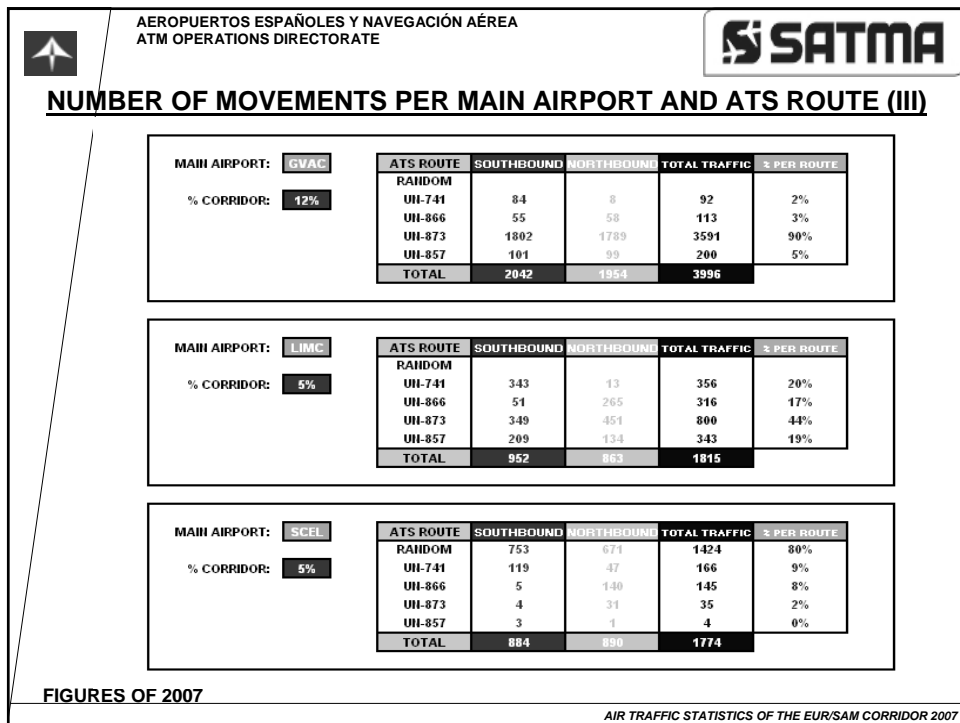 AEROPUERTOS ESPAÑOLES Y NAVEGACIÓN AÉREA
ATM OPERATIONS DIRECTORATE
SATMA
NUMBER OF MOVEMENTS PER MAIN AIRPORT AND ATS ROUTE (III)
MAIN AIRPORT: GVAC
% CORRIDOR: 12%
ATS ROUTE SOUTHBOUND NORTHBOUND TOTAL TRAFFIC % PER ROUTE
RANDOM
UN-741 84 8 92 2%
UN-866 55 58 113 3%
UN-873 1802 1789 3591 90%
UN-857 101 99 200 5%
TOTAL 2042 1954 3996
MAIN AIRPORT: LIMC
% CORRIDOR: 5%
ATS ROUTE SOUTHBOUND NORTHBOUND TOTAL TRAFFIC % PER ROUTE
RANDOM
UN-741 343 13 356 20%
UN-866 51 265 316 17%
UN-873 349 451 800 44%
UN-857 209 134 343 19%
TOTAL 952 863 1815
MAIN AIRPORT: SCEL
% CORRIDOR: 5%
ATS ROUTE SOUTHBOUND NORTHBOUND TOTAL TRAFFIC % PER ROUTE
RANDOM 753 671 1424 80%
UN-741 119 47 166 9%
UN-866 5 140 145 8%
UN-873 4 31 35 2%
UN-857 3 1 4 0%
TOTAL 884 890 1774
FIGURES OF 2007
AIR TRAFFIC STATISTICS OF THE EUR/SAM CORRIDOR 2007